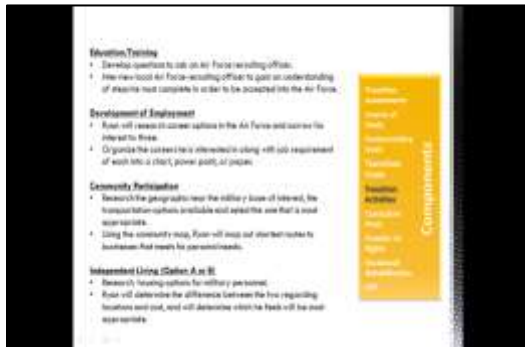 Education/Training
• Develop questions to ask an Air Force recruiting officer.
• Interview local Air Force recruiting officer to gain an understanding
of steps he must complete in order to be accepted into the Air Force.
Development of Employment
• Ryan will research career options in the Air Force and narrow his
interest to three.
• Organize the careers he is interested in along with job requirement
of each into a chart, power point, or paper.
Community Participation
• Research the geographic near the military base of interest, the
transportation options available and select the one that is most
appropriate.
• Using the community map, Ryan will map out shortest routes to
businesses that meets his personal needs.
Independent Living (Option A or B)
• Research housing options for military personnel.
• Ryan will determine the difference between the two regarding
locations and cost, and will determine which he feels will be most
appropriate.
Transition
Study
Transition
Activities
Transfer of
Rights
Components